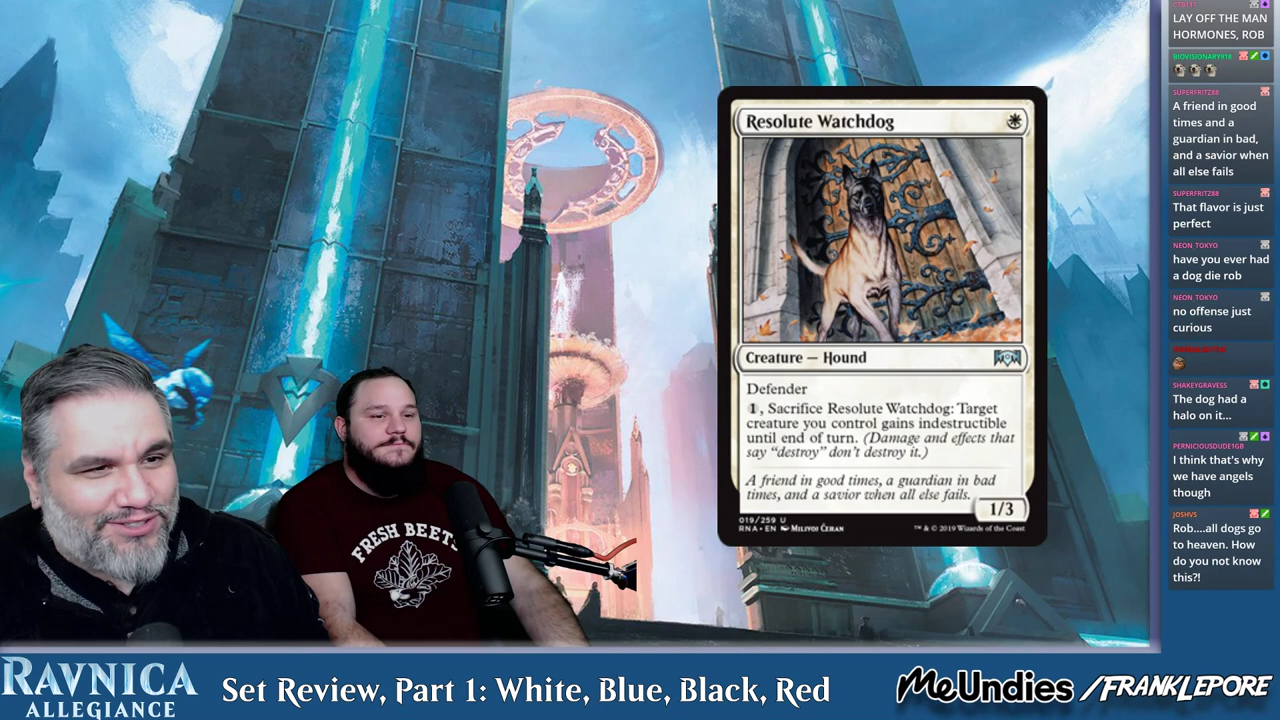 Resolute Watchdog
Creature — Hound
Defender
1, Sacrifice Resolute Watchdog: Target
creature you control gains indestructible
until end of turn. (Damage and effects that
say "destroy" don't destroy it.)
A friend in good times, a guardian in bad
times, and a savior when all else fails.
1/3
019/259 U
RNA • EN MILIVOJ ĆERAN
™ & © 2019 Wizards of the Coast
FRESH BEETS
LAY OFF THE MAN
HORMONES, ROB
BIOVISIONARY918
SUPERFRITZ88
A friend in good
times and a
guardian in bad,
and a savior when
all else fails
SUPERFRITZ88
That flavor is just
perfect
NEON_TOKYO
have you ever had
a dog die rob
NEON_TOKYO
no offense just
curious
SHAKEYGRAVESS
The dog had a
halo on it...
PERNICIOUSDUDE1GB
I think that's why
we have angels
though
JOSHVS
Rob....all dogs go
to heaven. How
do you not know
this?!
RAVNICA
ALLEGIANCE
Set Review, Part 1: White, Blue, Black, Red
MeUndies /FRANKLEPORE